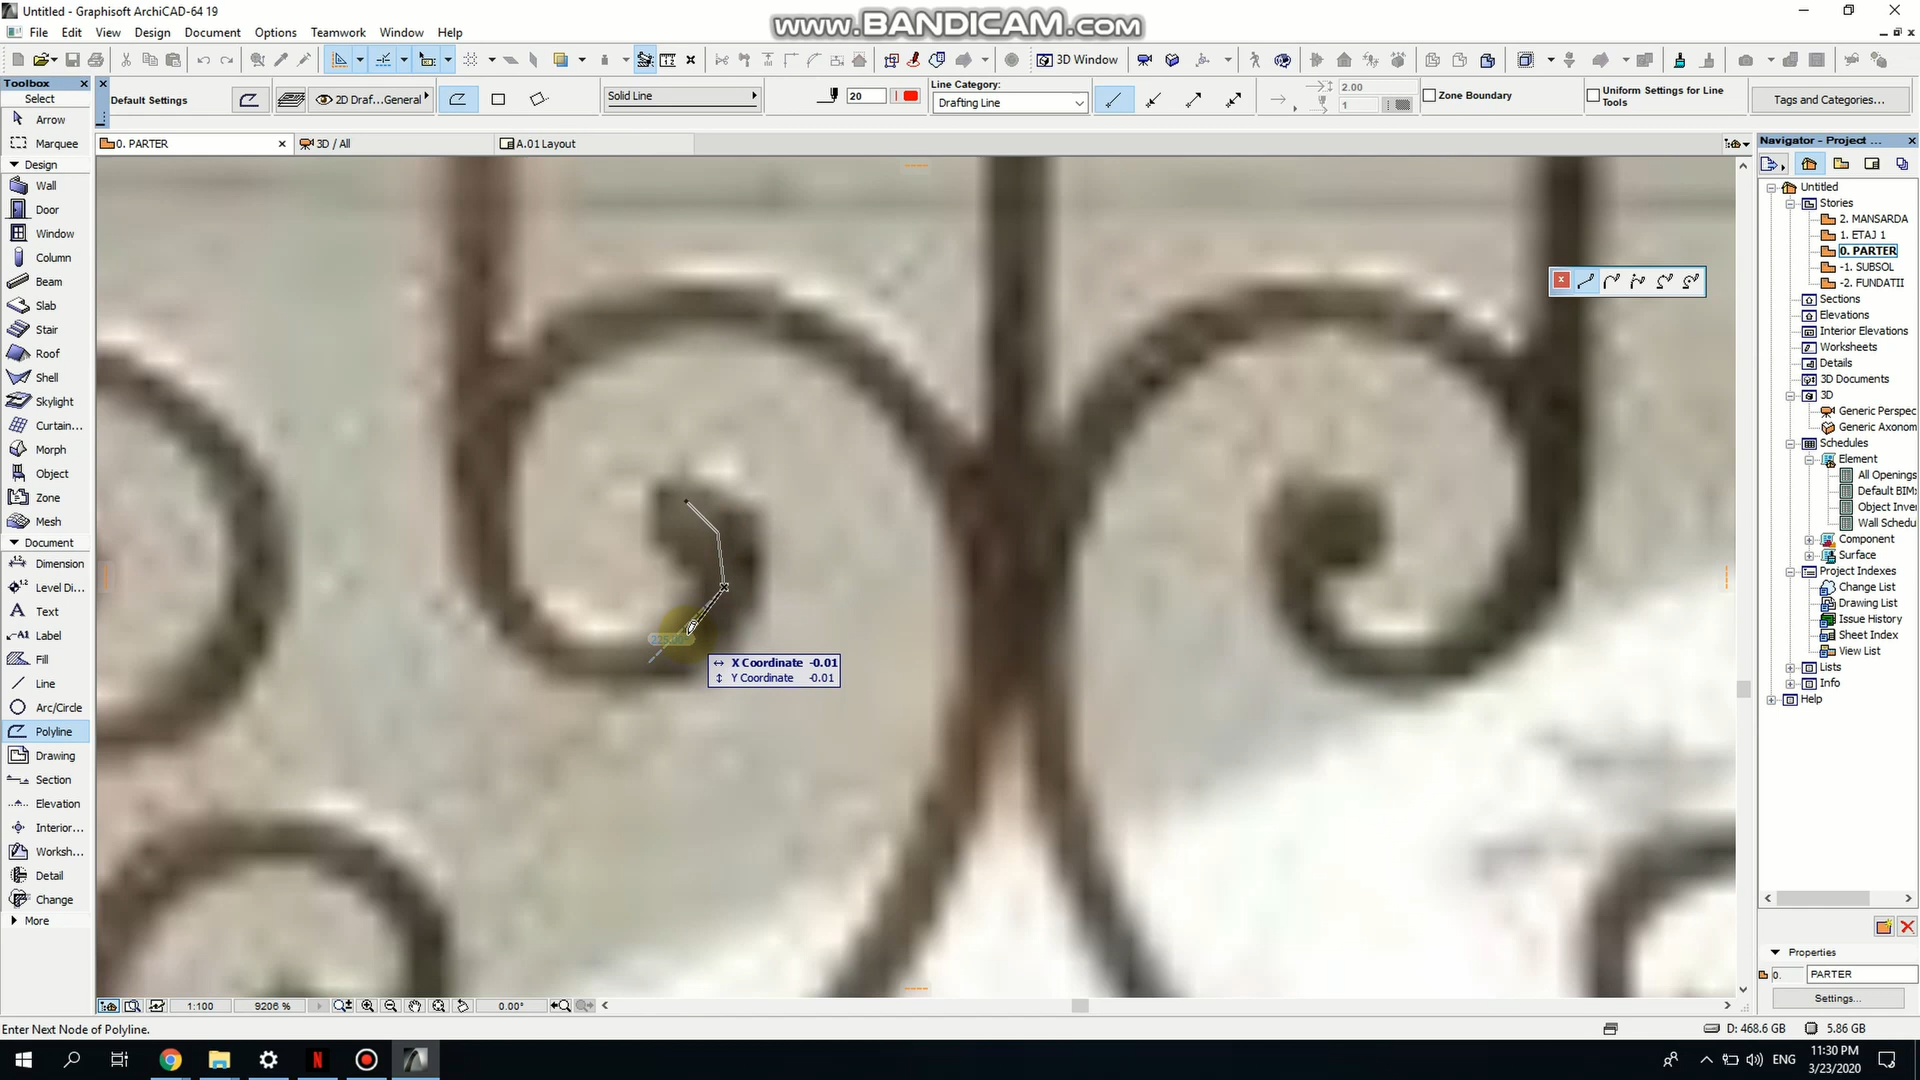 Untitled - Graphisoft ArchiCAD-64 19
www.BANDICAM.com
File Edit View Design Document Options Teamwork Window Help
3D Window
Toolbox
Select
Arrow
Marquee
Design
Wall
Door
Window
Column
Beam
Slab
Stair
Roof
Shell
Skylight
Curtain...
Morph
Object
Zone
Mesh
Document
Dimension
Level Di...
Text
Label
Fill
Line
Arc/Circle
Polyline
Drawing
Section
Elevation
Interior...
Worksh...
Detail
Change
More
Default Settings
2D Draf...General
Solid Line
20
Line Category:
Drafting Line
2.00
1
Zone Boundary
Uniform Settings for Line Tools
Tags and Categories...
0. PARTER
3D / All
A.01 Layout
X Coordinate -0.01
Y Coordinate -0.01
Navigator - Project ...
Untitled
Stories
2. MANSARDA
1. ETAJ 1
0. PARTER
-1. SUBSOL
-2. FUNDATII
Sections
Elevations
Interior Elevations
Worksheets
Details
3D Documents
3D
Generic Perspec
Generic Axonom
Schedules
Element
All Openings
Default BIMx
Object Inver
Wall Schedu
Component
Surface
Project Indexes
Change List
Drawing List
Issue History
Sheet Index
View List
Lists
Info
Help
Properties
0. PARTER
Settings...
1:100 9206 % 0.00°
Enter Next Node of Polyline.
D: 468.6 GB 5.86 GB
ENG
11:30 PM
3/23/2020